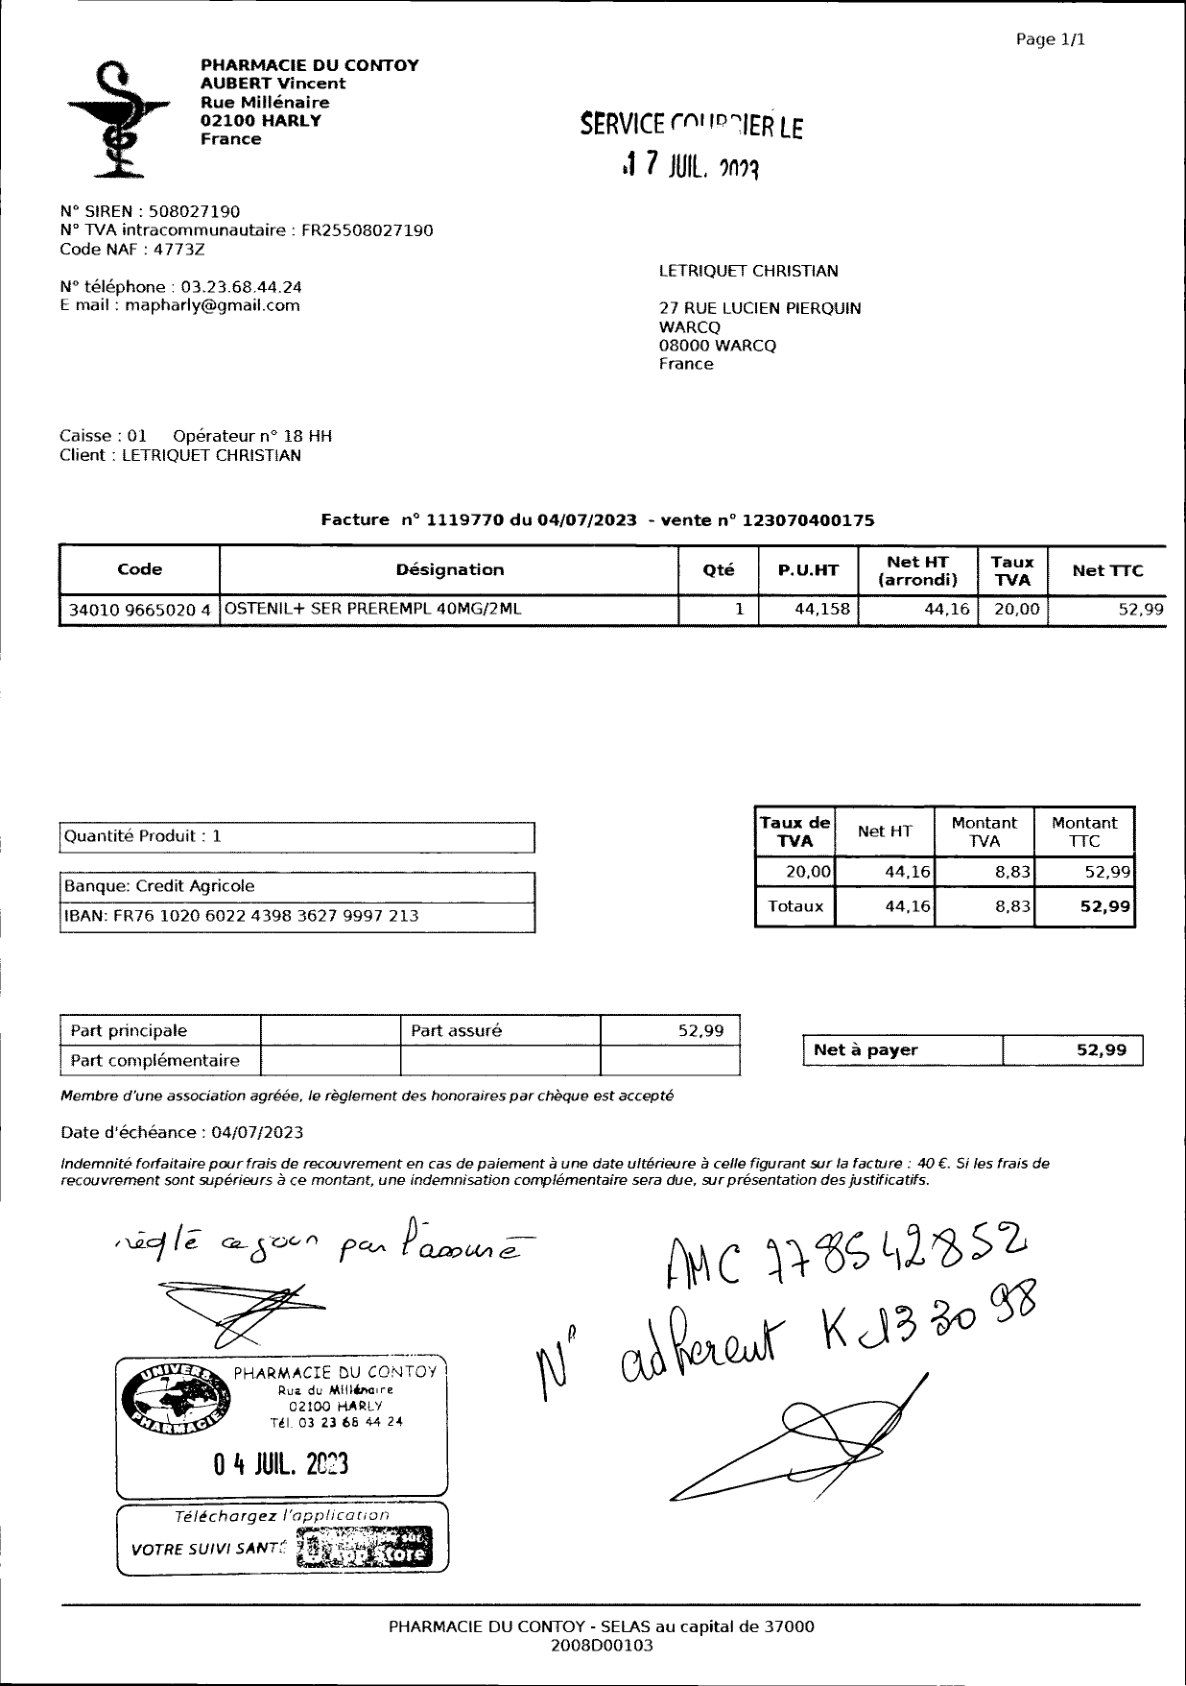 Page 1/1
PHARMACIE DU CONTOY
AUBERT Vincent
Rue Millénaire
02100 HARLY
France
SERVICE COURRIER LE
17 JUIL. 2023
N° SIREN : 508027190
N° TVA intracommunautaire : FR25508027190
Code NAF : 4773Z
N° téléphone : 03.23.68.44.24
E mail : mapharly@gmail.com
LETRIQUET CHRISTIAN
27 RUE LUCIEN PIERQUIN
WARCQ
08000 WARCQ
France
Caisse : 01 Opérateur n° 18 HH
Client : LETRIQUET CHRISTIAN
Facture n° 1119770 du 04/07/2023 - vente n° 123070400175
Code Désignation Qté P.U.HT Net HT (arrondi) Taux TVA Net TTC
34010 9665020 4 OSTENIL+ SER PREREMPL 40MG/2ML 1 44,158 44,16 20,00 52,99
Quantité Produit : 1
Banque: Credit Agricole
IBAN: FR76 1020 6022 4398 3627 9997 213
Taux de TVA Net HT Montant TVA Montant TTC
20,00 44,16 8,83 52,99
Totaux 44,16 8,83 52,99
Part principale Part assuré 52,99
Part complémentaire
Net à payer 52,99
Membre d'une association agréée, le règlement des honoraires par chèque est accepté
Date d'échéance : 04/07/2023
Indemnité forfaitaire pour frais de recouvrement en cas de paiement à une date ultérieure à celle figurant sur la facture : 40 €. Si les frais de
recouvrement sont supérieurs à ce montant, une indemnisation complémentaire sera due, sur présentation des justificatifs.
réglé ce jour par l'assuré
AMC 778542852
N° adherent K133098
UNIVERS PHARMACIE
PHARMACIE DU CONTOY
Rue du Millénaire
02100 HARLY
Tél. 03 23 68 44 24
04 JUIL. 2023
Téléchargez l'application
VOTRE SUIVI SANTÉ
App Store
PHARMACIE DU CONTOY - SELAS au capital de 37000
2008D00103